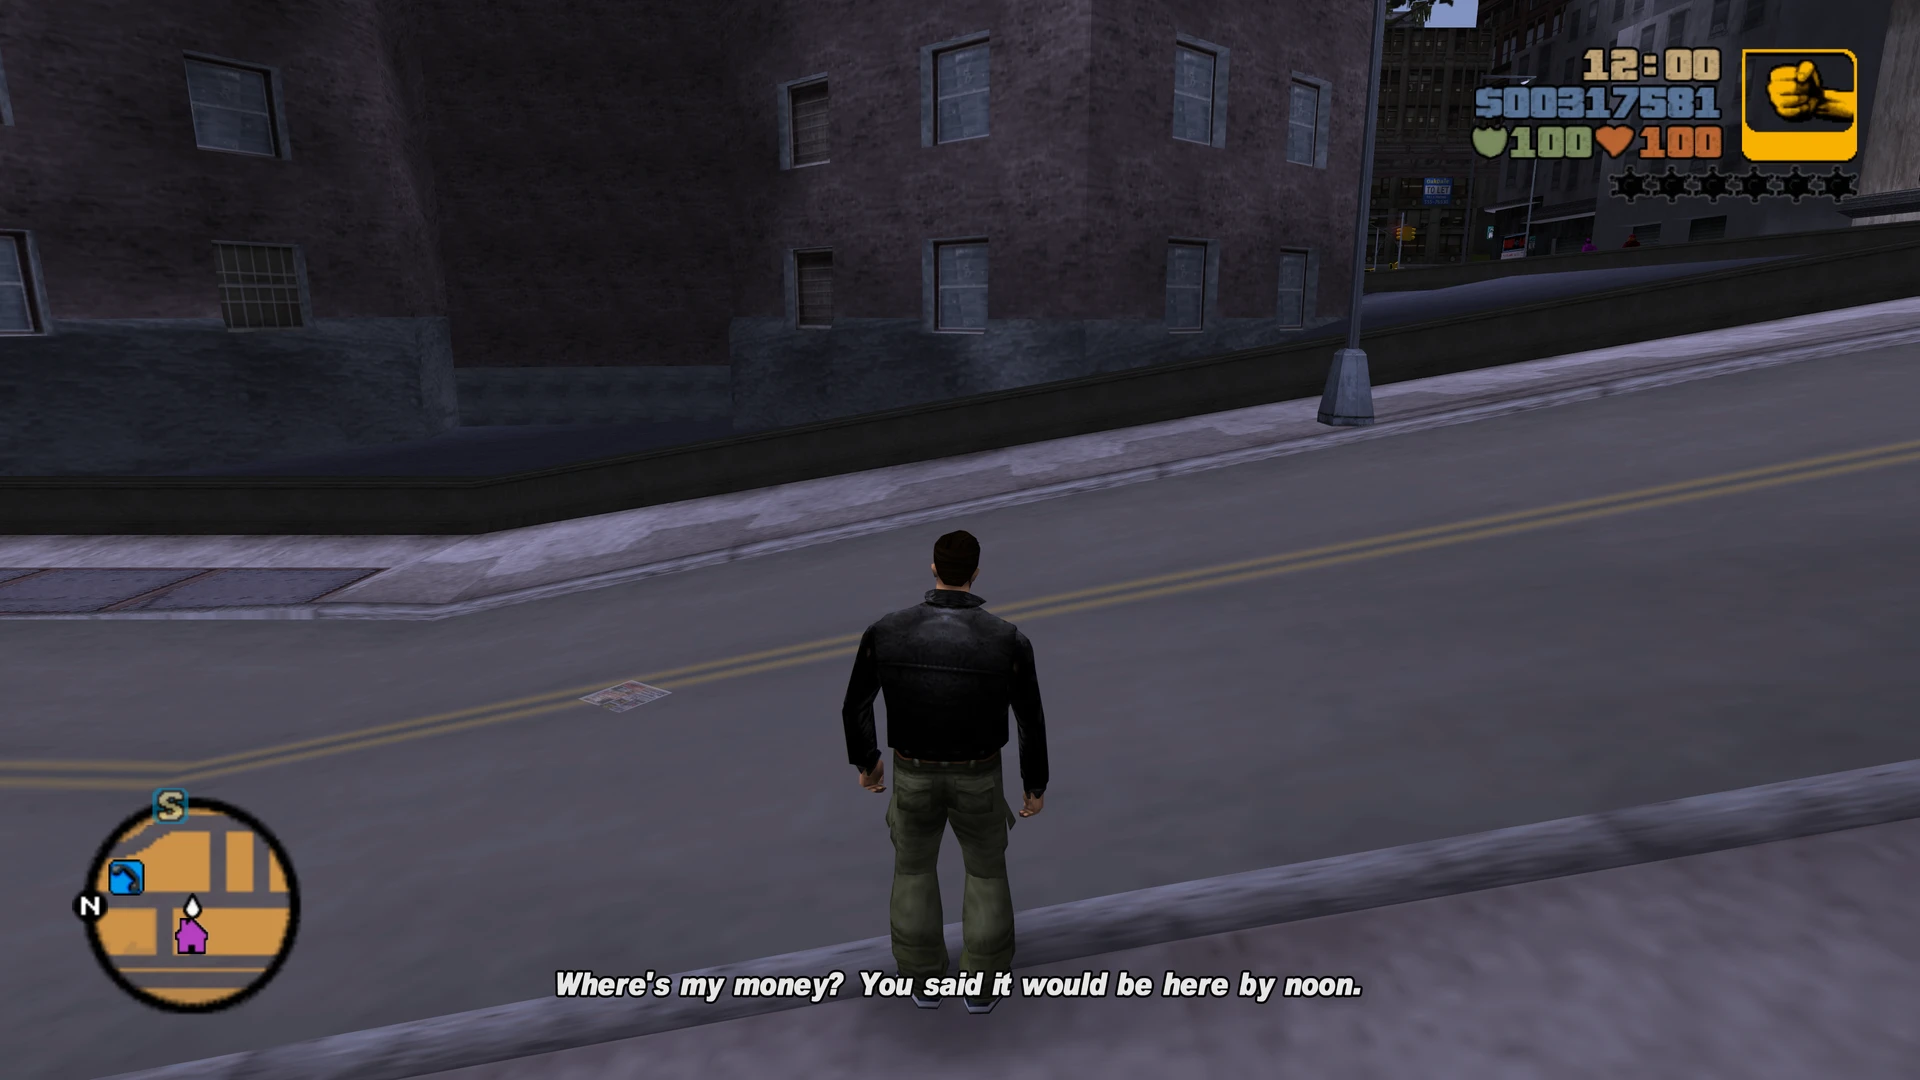 12:00
$00317581
100 100
TO LET
S
N
Where's my money? You said it would be here by noon.